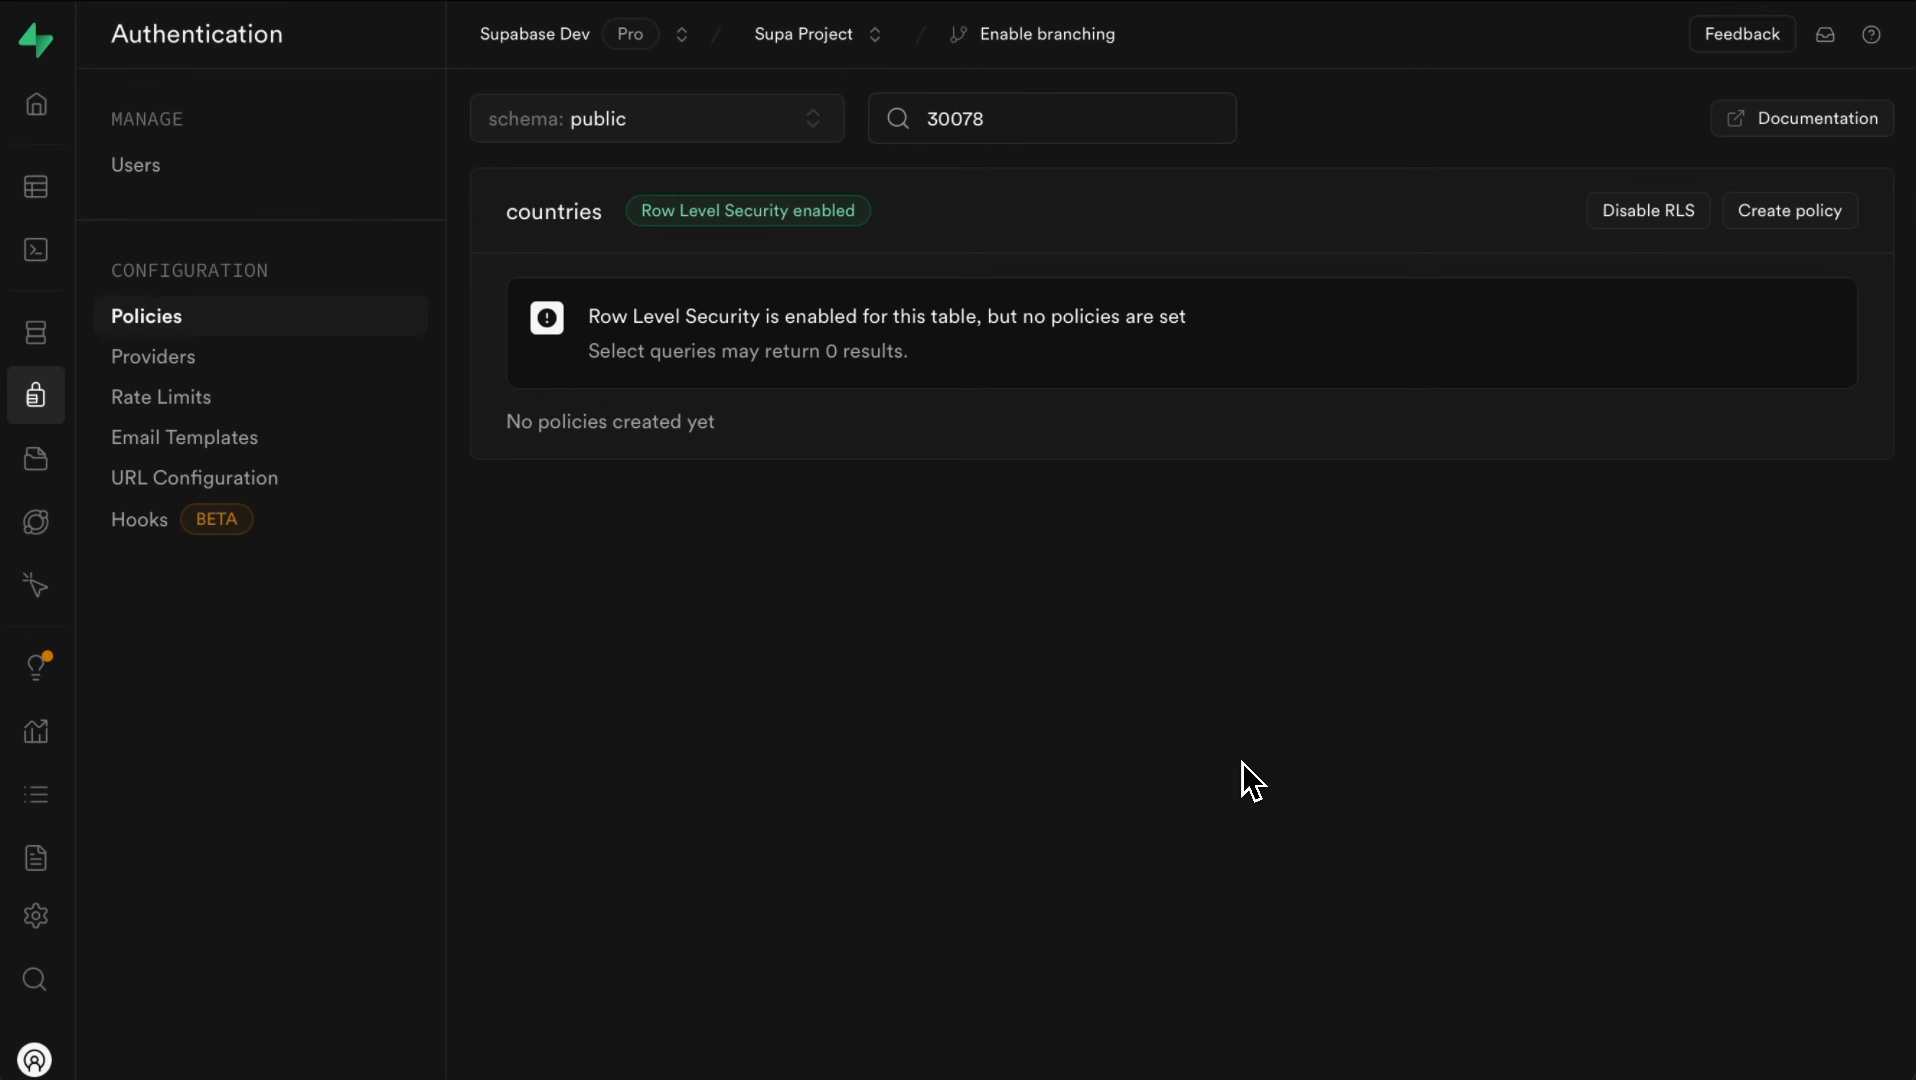 Authentication
Supabase Dev Pro / Supa Project / Enable branching
Feedback
MANAGE
Users
CONFIGURATION
Policies
Providers
Rate Limits
Email Templates
URL Configuration
Hooks BETA
schema: public
30078
Documentation
countries Row Level Security enabled
Disable RLS
Create policy
Row Level Security is enabled for this table, but no policies are set
Select queries may return 0 results.
No policies created yet